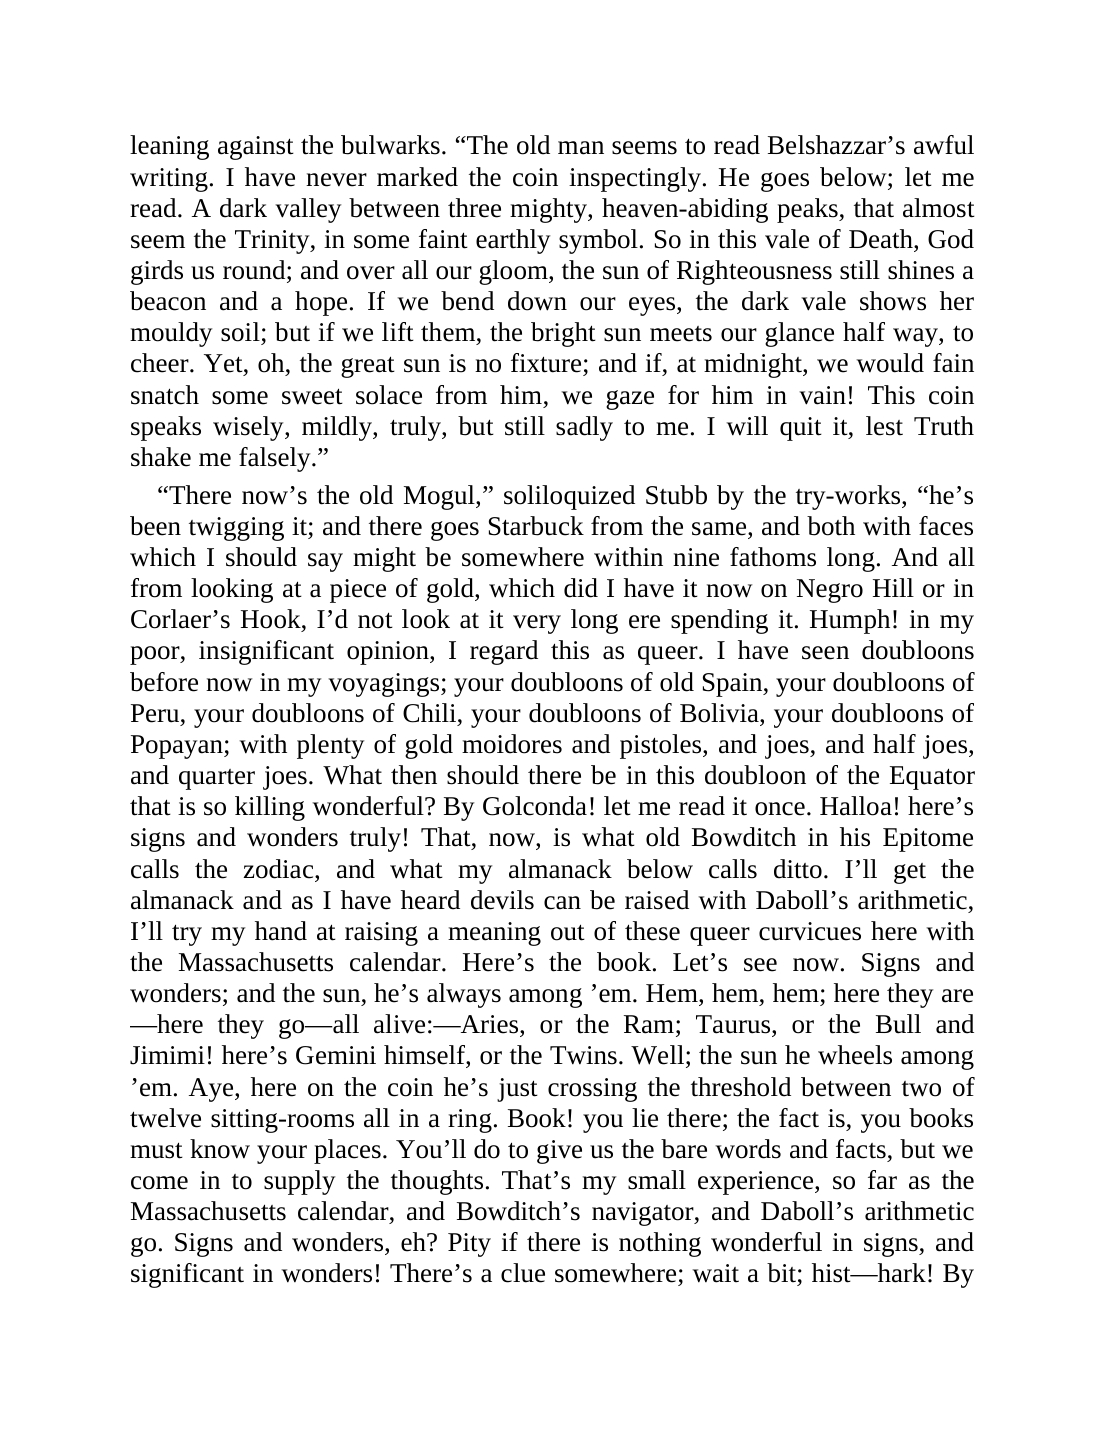 leaning against the bulwarks. “The old man seems to read Belshazzar’s awful
writing. I have never marked the coin inspectingly. He goes below; let me
read. A dark valley between three mighty, heaven-abiding peaks, that almost
seem the Trinity, in some faint earthly symbol. So in this vale of Death, God
girds us round; and over all our gloom, the sun of Righteousness still shines a
beacon and a hope. If we bend down our eyes, the dark vale shows her
mouldy soil; but if we lift them, the bright sun meets our glance half way, to
cheer. Yet, oh, the great sun is no fixture; and if, at midnight, we would fain
snatch some sweet solace from him, we gaze for him in vain! This coin
speaks wisely, mildly, truly, but still sadly to me. I will quit it, lest Truth
shake me falsely.”
“There now’s the old Mogul,” soliloquized Stubb by the try-works, “he’s
been twigging it; and there goes Starbuck from the same, and both with faces
which I should say might be somewhere within nine fathoms long. And all
from looking at a piece of gold, which did I have it now on Negro Hill or in
Corlaer’s Hook, I’d not look at it very long ere spending it. Humph! in my
poor, insignificant opinion, I regard this as queer. I have seen doubloons
before now in my voyagings; your doubloons of old Spain, your doubloons of
Peru, your doubloons of Chili, your doubloons of Bolivia, your doubloons of
Popayan; with plenty of gold moidores and pistoles, and joes, and half joes,
and quarter joes. What then should there be in this doubloon of the Equator
that is so killing wonderful? By Golconda! let me read it once. Halloa! here’s
signs and wonders truly! That, now, is what old Bowditch in his Epitome
calls the zodiac, and what my almanack below calls ditto. I’ll get the
almanack and as I have heard devils can be raised with Daboll’s arithmetic,
I’ll try my hand at raising a meaning out of these queer curvicues here with
the Massachusetts calendar. Here’s the book. Let’s see now. Signs and
wonders; and the sun, he’s always among ’em. Hem, hem, hem; here they are
—here they go—all alive:—Aries, or the Ram; Taurus, or the Bull and
Jimimi! here’s Gemini himself, or the Twins. Well; the sun he wheels among
’em. Aye, here on the coin he’s just crossing the threshold between two of
twelve sitting-rooms all in a ring. Book! you lie there; the fact is, you books
must know your places. You’ll do to give us the bare words and facts, but we
come in to supply the thoughts. That’s my small experience, so far as the
Massachusetts calendar, and Bowditch’s navigator, and Daboll’s arithmetic
go. Signs and wonders, eh? Pity if there is nothing wonderful in signs, and
significant in wonders! There’s a clue somewhere; wait a bit; hist—hark! By